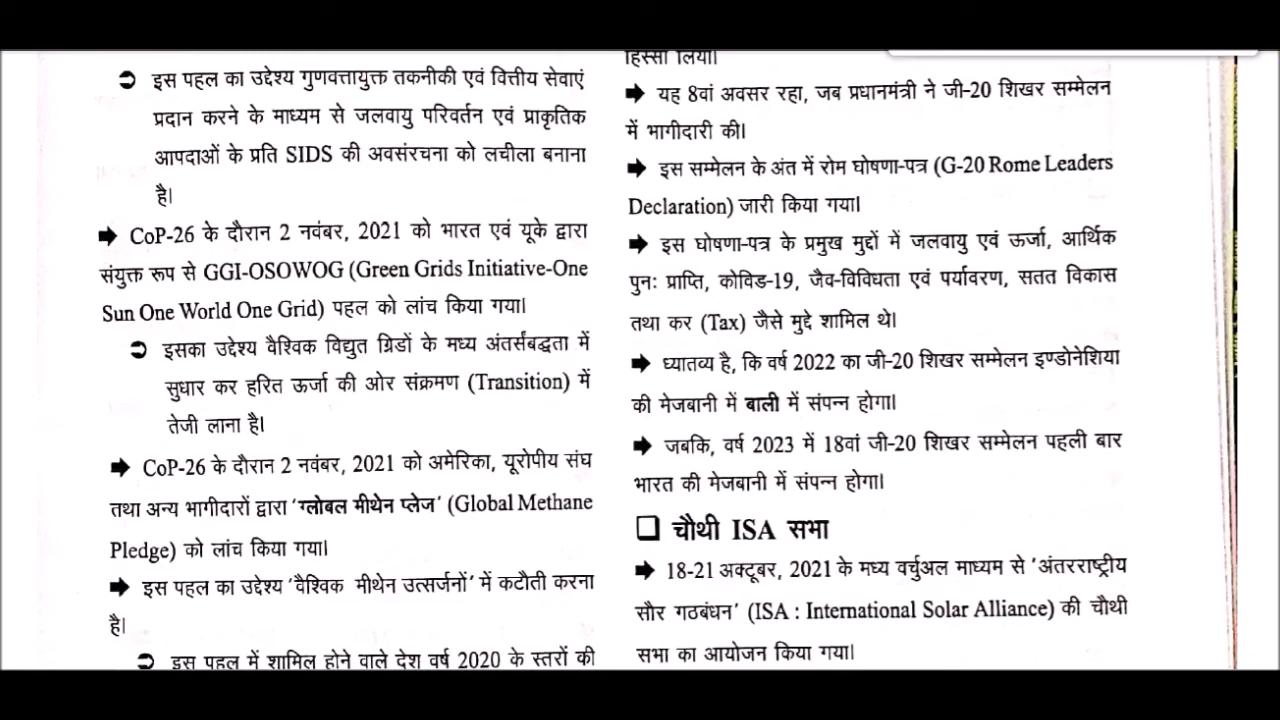 ➲ इस पहल का उद्देश्य गुणवत्तायुक्त तकनीकी एवं वित्तीय सेवाएं
प्रदान करने के माध्यम से जलवायु परिवर्तन एवं प्राकृतिक
आपदाओं के प्रति SIDS की अवसंरचना को लचीला बनाना
है।
➡ CoP-26 के दौरान 2 नवंबर, 2021 को भारत एवं यूके द्वारा
संयुक्त रूप से GGI-OSOWOG (Green Grids Initiative-One
Sun One World One Grid) पहल को लांच किया गया।
➲ इसका उद्देश्य वैश्विक विद्युत ग्रिडों के मध्य अंतर्संबद्धता में
सुधार कर हरित ऊर्जा की ओर संक्रमण (Transition) में
तेजी लाना है।
➡ CoP-26 के दौरान 2 नवंबर, 2021 को अमेरिका, यूरोपीय संघ
तथा अन्य भागीदारों द्वारा 'ग्लोबल मीथेन प्लेज' (Global Methane
Pledge) को लांच किया गया।
➡ इस पहल का उद्देश्य 'वैश्विक मीथेन उत्सर्जनों' में कटौती करना
है।
➲ इस पहल में शामिल होने वाले देश वर्ष 2020 के स्तरों की
हिस्सा लिया।
➡ यह 8वां अवसर रहा, जब प्रधानमंत्री ने जी-20 शिखर सम्मेलन
में भागीदारी की।
➡ इस सम्मेलन के अंत में रोम घोषणा-पत्र (G-20 Rome Leaders
Declaration) जारी किया गया।
➡ इस घोषणा-पत्र के प्रमुख मुद्दों में जलवायु एवं ऊर्जा, आर्थिक
पुनः प्राप्ति, कोविड-19, जैव-विविधता एवं पर्यावरण, सतत विकास
तथा कर (Tax) जैसे मुद्दे शामिल थे।
➡ ध्यातव्य है, कि वर्ष 2022 का जी-20 शिखर सम्मेलन इण्डोनेशिया
की मेजबानी में बाली में संपन्न होगा।
➡ जबकि, वर्ष 2023 में 18वां जी-20 शिखर सम्मेलन पहली बार
भारत की मेजबानी में संपन्न होगा।
❑ चौथी ISA सभा
➡ 18-21 अक्टूबर, 2021 के मध्य वर्चुअल माध्यम से 'अंतरराष्ट्रीय
सौर गठबंधन' (ISA : International Solar Alliance) की चौथी
सभा का आयोजन किया गया।